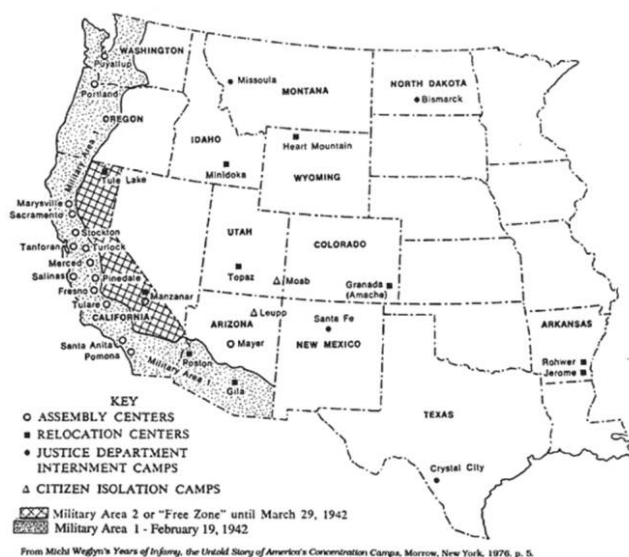 WASHINGTON
Puyallup
Portland
OREGON
Military Area 1
MONTANA
Missoula
NORTH DAKOTA
Bismarck
IDAHO
Minidoka
Heart Mountain
WYOMING
Tule Lake
Marysville
Sacramento
Stockton
Tanforan
Turlock
Merced
Salinas
Pinedale
Fresno
Manzanar
Tulare
CALIFORNIA
UTAH
Topaz
Moab
COLORADO
Granada
(Amache)
Leupp
ARIZONA
Mayer
Santa Fe
NEW MEXICO
Santa Anita
Pomona
Military Area 1
Poston
Gila
ARKANSAS
Rohwer
Jerome
TEXAS
Crystal City
KEY
ASSEMBLY CENTERS
RELOCATION CENTERS
JUSTICE DEPARTMENT
INTERNMENT CAMPS
CITIZEN ISOLATION CAMPS
Military Area 2 or "Free Zone" until March 29, 1942
Military Area 1 - February 19, 1942
From Michi Weglyn's Years of Infamy, the Untold Story of America's Concentration Camps, Morrow, New York, 1976, p. 5.